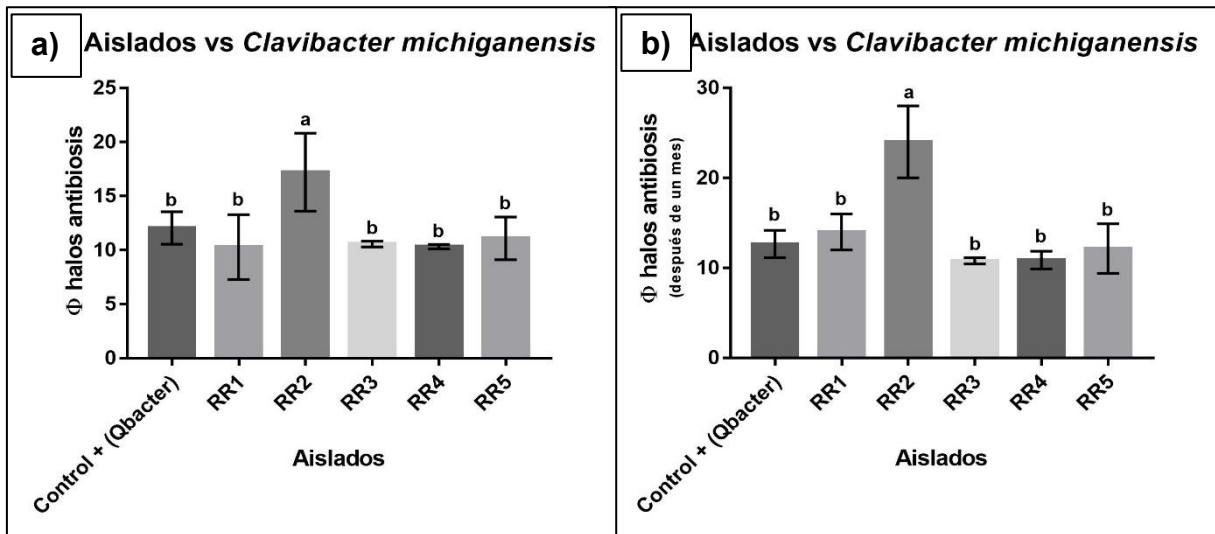 a)
Aislados vs Clavibacter michiganensis
Φ halos antibiosis
25
20
15
10
5
0
b
b
a
b
b
b
Control + (Qbacter)
RR1
RR2
RR3
RR4
RR5
Aislados
b)
Aislados vs Clavibacter michiganensis
Φ halos antibiosis
(después de un mes)
30
20
10
0
b
b
a
b
b
b
Control + (Qbacter)
RR1
RR2
RR3
RR4
RR5
Aislados